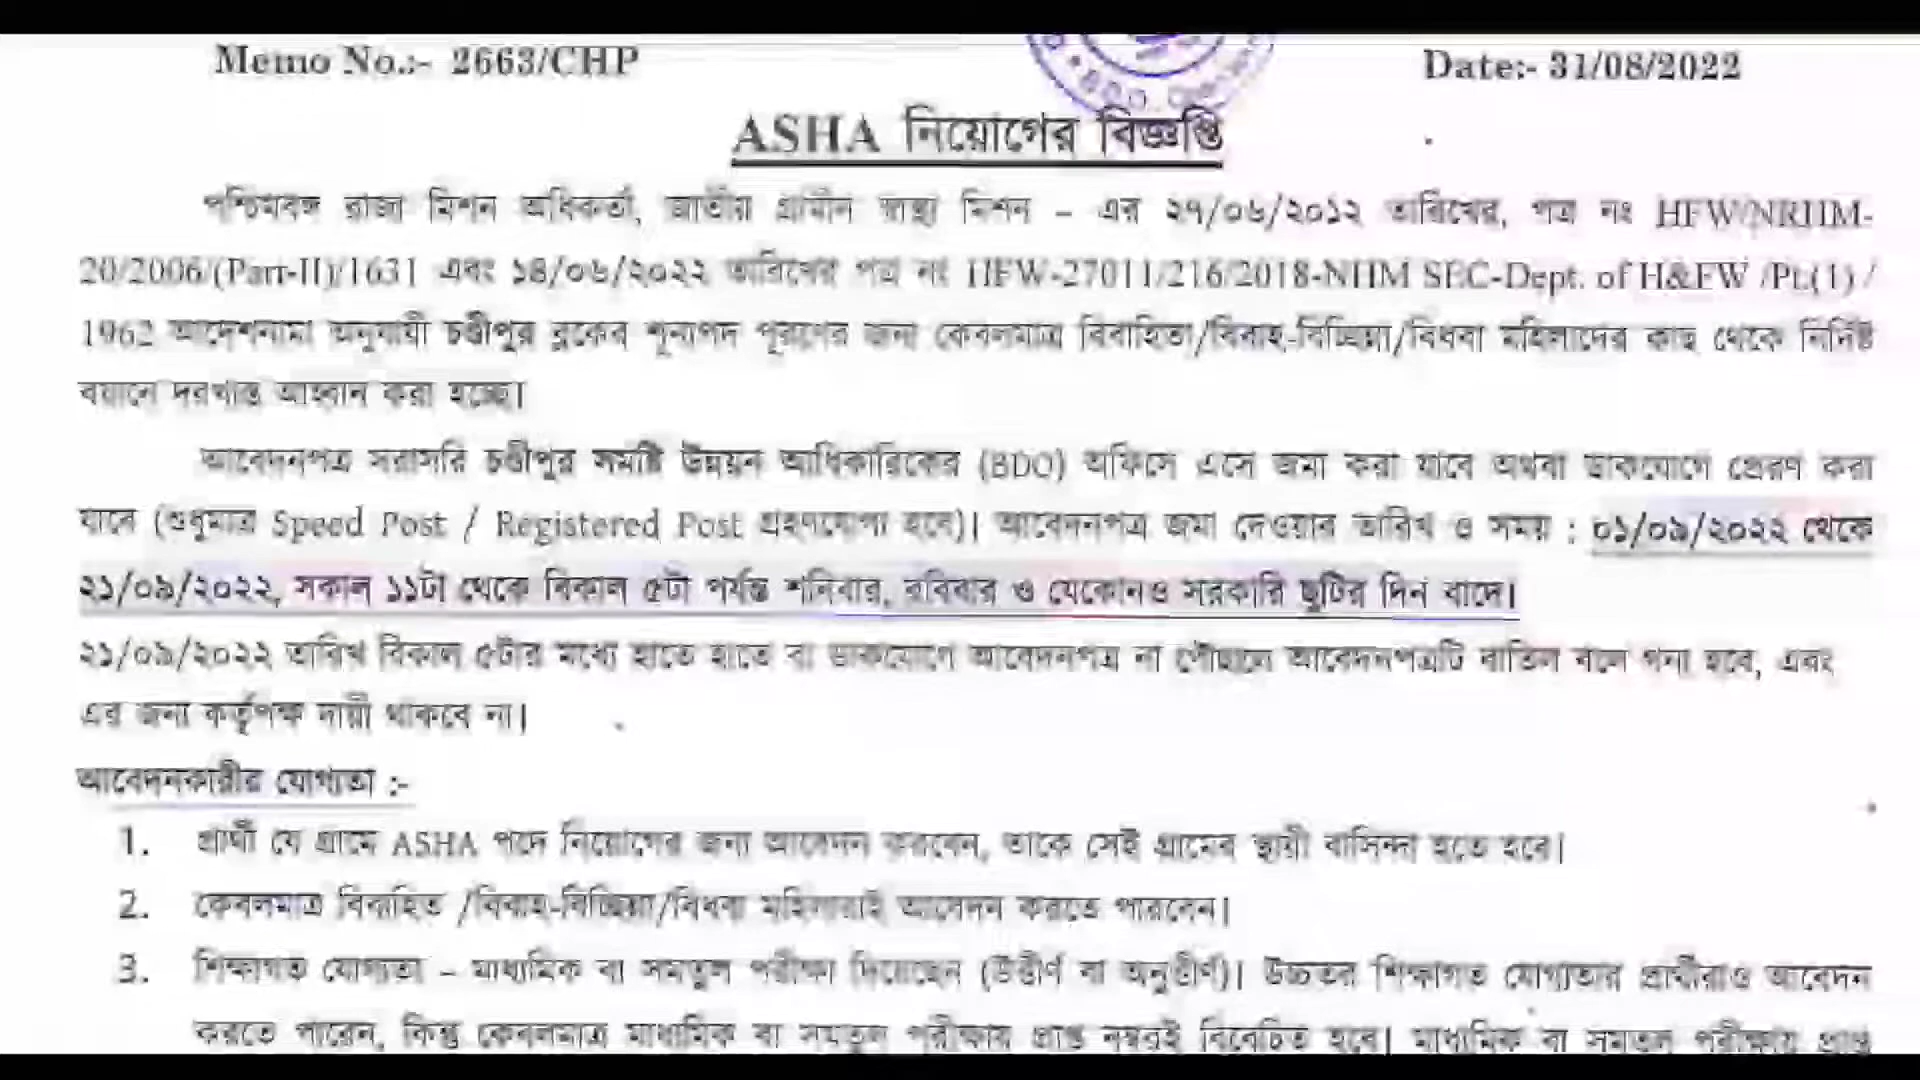 Memo No.:- 2663/CHP
Date:- 31/08/2022
ASHA নিয়োগের বিজ্ঞপ্তি
পশ্চিমবঙ্গ রাজ্য মিশন অধিকর্তা, জাতীয় গ্রামীন স্বাস্থ্য মিশন – এর ২৭/০৬/২০১২ তারিখের, পত্র নং HFW/NRHM-
20/2006/(Part-II)/1631 এবং ১৪/০৬/২০২২ তারিখের পত্র নং HFW-27011/216/2018-NHM SEC-Dept. of H&FW /Pt.(1) /
1962 আদেশনামা অনুযায়ী চণ্ডীপুর ব্লকের শূন্যপদ পূরণের জন্য কেবলমাত্র বিবাহিতা/বিবাহ-বিচ্ছিন্না/বিধবা মহিলাদের কাছ থেকে নির্দিষ্ট
বয়ানে দরখাস্ত আহ্বান করা হচ্ছে।
আবেদনপত্র সরাসরি চণ্ডীপুর সমষ্টি উন্নয়ন আধিকারিকের (BDO) অফিসে এসে জমা করা যাবে অথবা ডাকযোগে প্রেরণ করা
যাবে (শুধুমাত্র Speed Post / Registered Post গ্রহণযোগ্য হবে)। আবেদনপত্র জমা দেওয়ার তারিখ ও সময় : ০১/০৯/২০২২ থেকে
২১/০৯/২০২২, সকাল ১১টা থেকে বিকাল ৫টা পর্যন্ত শনিবার, রবিবার ও যেকোনও সরকারি ছুটির দিন বাদে।
২১/০৯/২০২২ তারিখ বিকাল ৫টার মধ্যে হাতে হাতে বা ডাকযোগে আবেদনপত্র না পৌঁছালে আবেদনপত্রটি বাতিল বলে গন্য হবে, এবং
এর জন্য কর্তৃপক্ষ দায়ী থাকবে না।
আবেদনকারীর যোগ্যতা :-
1. প্রার্থী যে গ্রামে ASHA পদে নিয়োগের জন্য আবেদন করবেন, তাকে সেই গ্রামের স্থায়ী বাসিন্দা হতে হবে।
2. কেবলমাত্র বিবাহিত /বিবাহ-বিচ্ছিন্না/বিধবা মহিলারাই আবেদন করতে পারবেন।
3. শিক্ষাগত যোগ্যতা – মাধ্যমিক বা সমতুল পরীক্ষা দিয়েছেন (উত্তীর্ণ বা অনুত্তীর্ণ)। উচ্চতর শিক্ষাগত যোগ্যতার প্রার্থীরাও আবেদন
করতে পারেন, কিন্তু কেবলমাত্র মাধ্যমিক বা সমতুল পরীক্ষায় প্রাপ্ত নম্বরই বিবেচিত হবে। মাধ্যমিক বা সমতুল পরীক্ষায় প্রাপ্ত